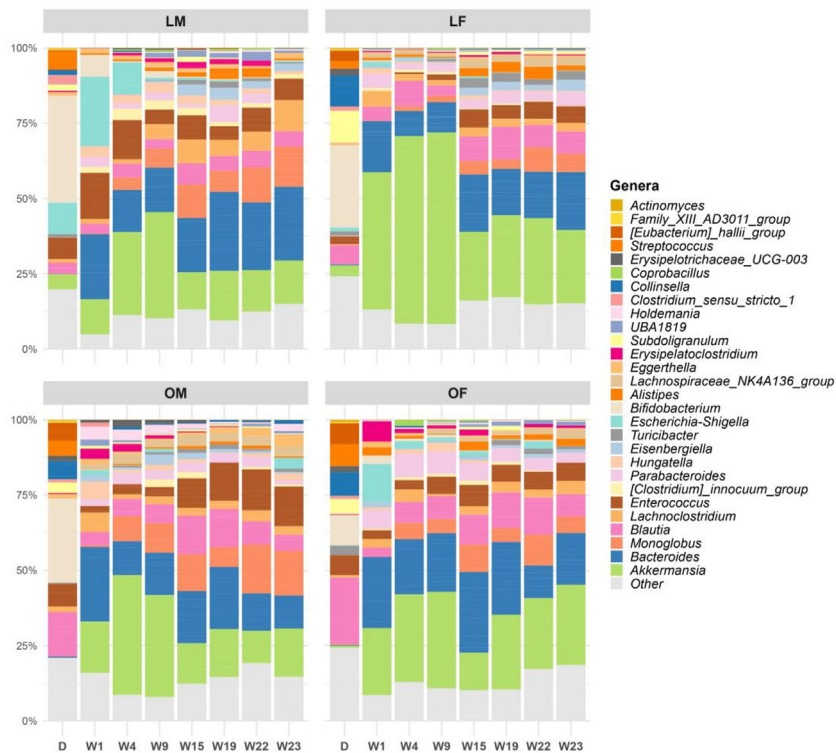 LM
LF
100%
75%
50%
25%
0%
OM
OF
100%
75%
50%
25%
0%
D W1 W4 W9 W15 W19 W22 W23
D W1 W4 W9 W15 W19 W22 W23
Genera
Actinomyces
Family_XIII_AD3011_group
[Eubacterium]_hallii_group
Streptococcus
Erysipelotrichaceae_UCG-003
Coprobacillus
Collinsella
Clostridium_sensu_stricto_1
Holdemania
UBA1819
Subdoligranulum
Erysipelatoclostridium
Eggerthella
Lachnospiraceae_NK4A136_group
Alistipes
Bifidobacterium
Escherichia-Shigella
Turicibacter
Eisenbergiella
Hungatella
Parabacteroides
[Clostridium]_innocuum_group
Enterococcus
Lachnoclostridium
Blautia
Monoglobus
Bacteroides
Akkermansia
Other